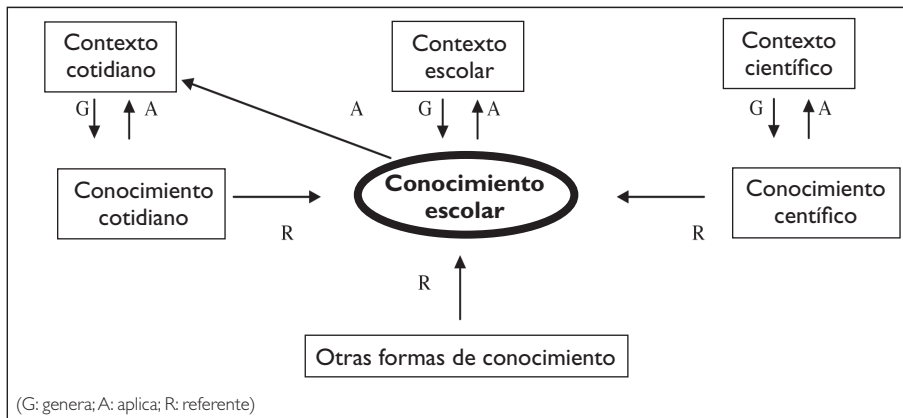 Contexto
cotidiano
Contexto
escolar
Contexto
científico
G
A
A
G
A
G
A
Conocimiento
cotidiano
Conocimiento
escolar
Conocimiento
centífico
R
R
R
Otras formas de conocimiento
(G: genera; A: aplica; R: referente)